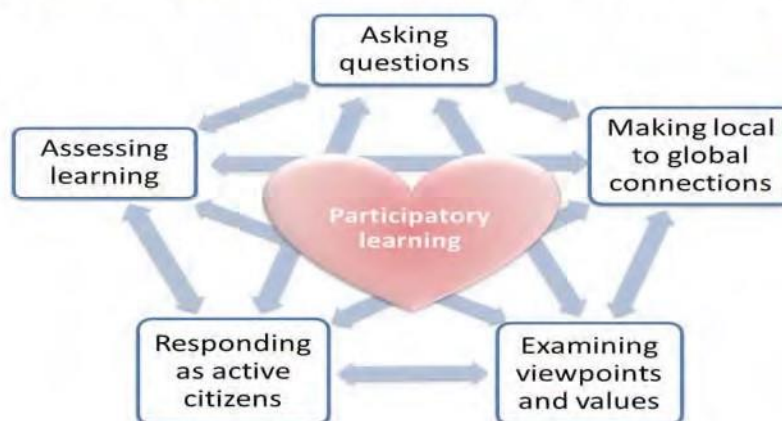 Asking
questions
Assessing
learning
Making local
to global
connections
Participatory
learning
Responding
as active
citizens
Examining
viewpoints
and values